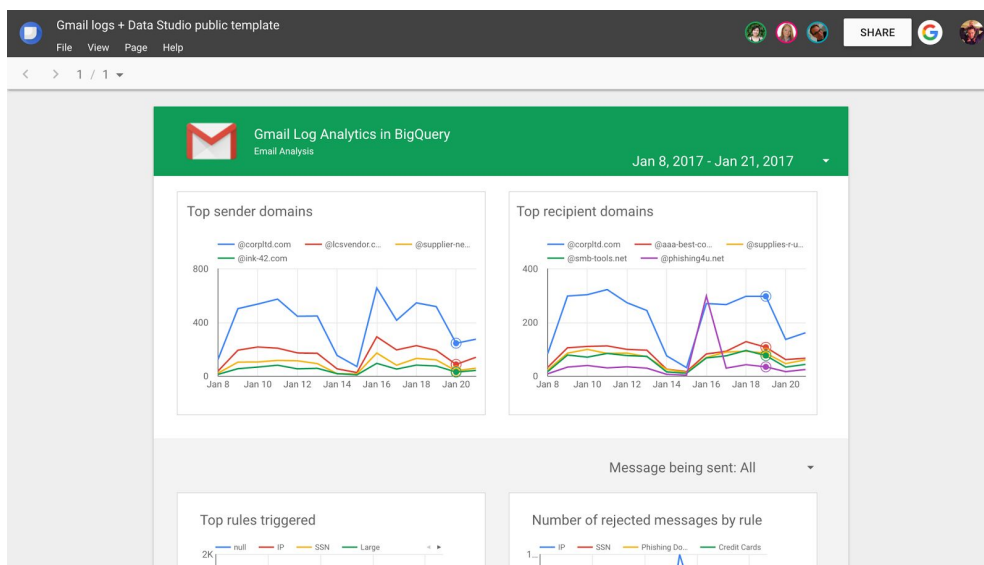 Gmail logs + Data Studio public template
File View Page Help
SHARE
1 / 1
Gmail Log Analytics in BigQuery
Email Analysis
Jan 8, 2017 - Jan 21, 2017
Top sender domains
@corpltd.com @lcsvendor.c... @supplier-ne...
@ink-42.com
800
400
0
Jan 8 Jan 10 Jan 12 Jan 14 Jan 16 Jan 18 Jan 20
Top recipient domains
@corpltd.com @aaa-best-co... @supplies-r-u...
@smb-tools.net @phishing4u.net
400
200
0
Jan 8 Jan 10 Jan 12 Jan 14 Jan 16 Jan 18 Jan 20
Message being sent: All
Top rules triggered
null IP SSN Large
2K
Number of rejected messages by rule
IP SSN Phishing Do... Credit Cards
1...